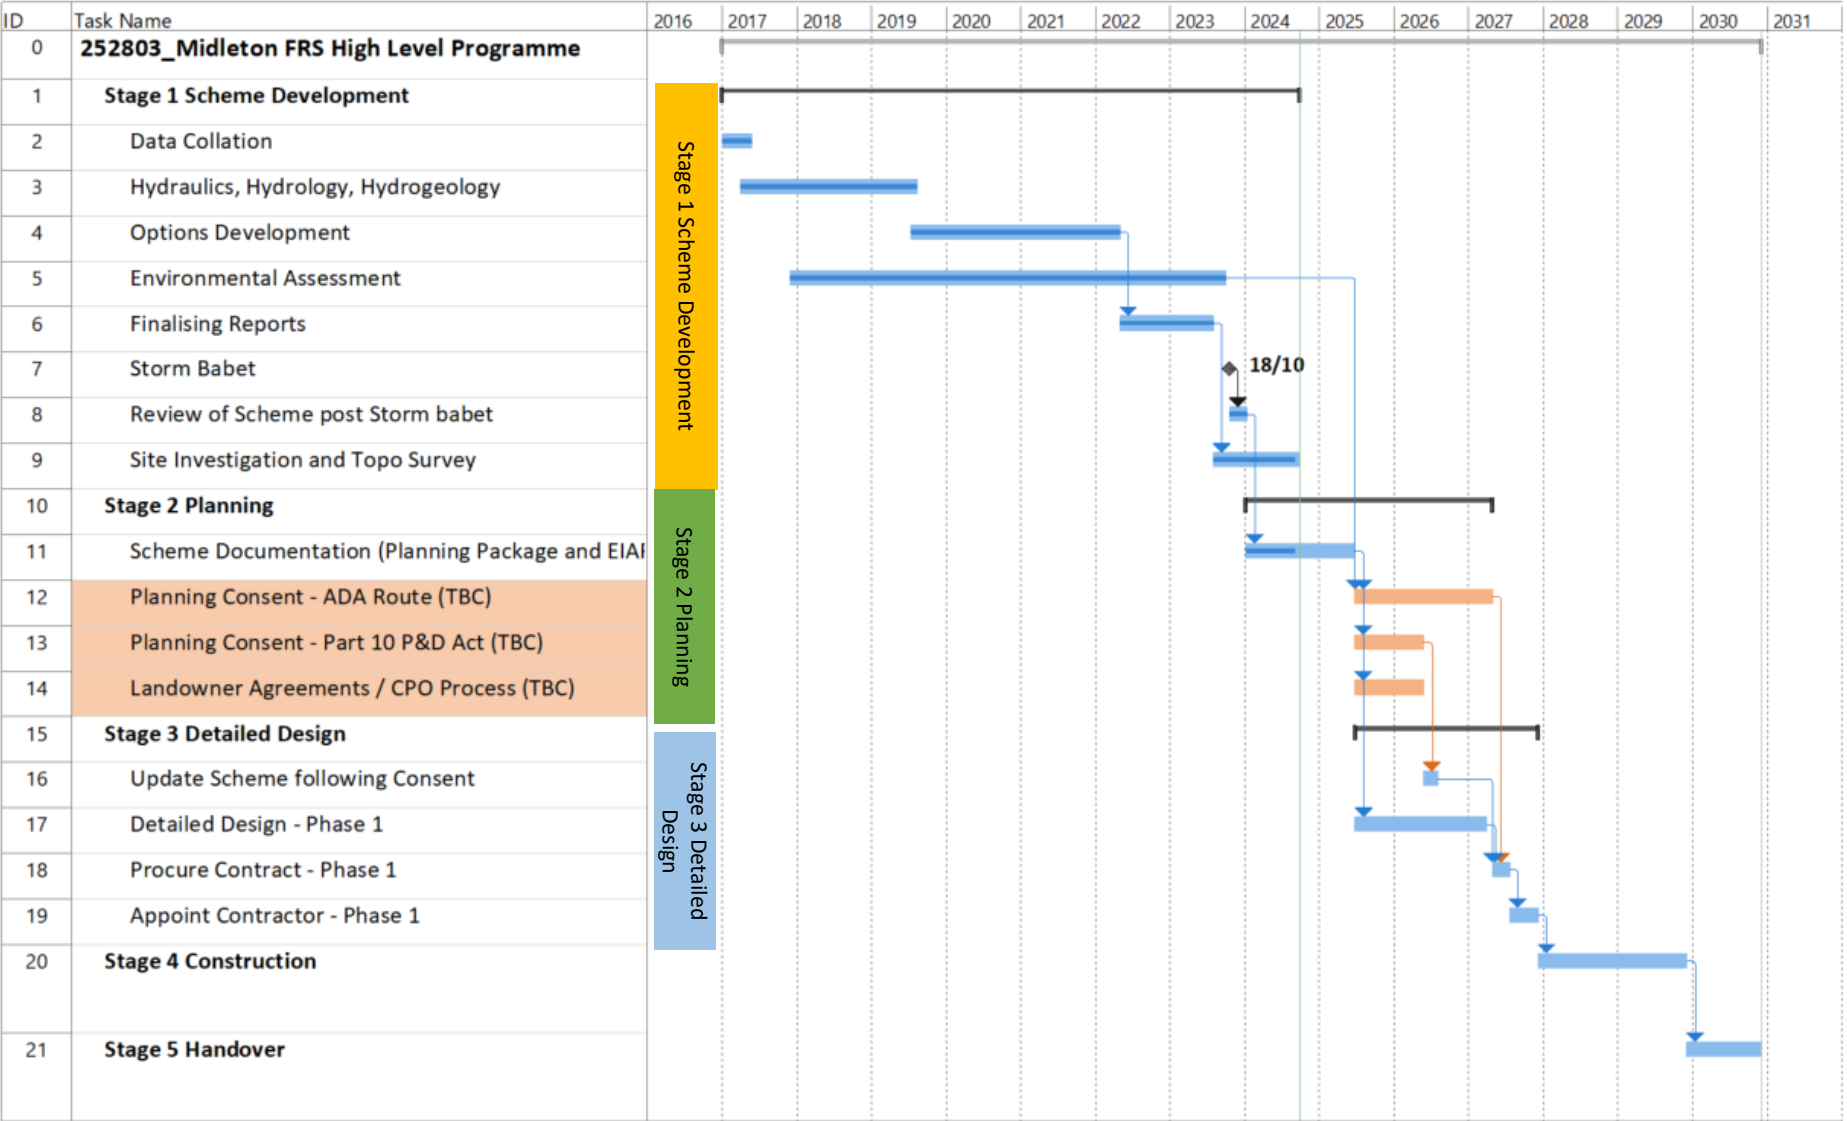 ID Task Name 2016 2017 2018 2019 2020 2021 2022 2023 2024 2025 2026 2027 2028 2029 2030 2031
0 252803_Midleton FRS High Level Programme
1 Stage 1 Scheme Development
2 Data Collation
3 Hydraulics, Hydrology, Hydrogeology
4 Options Development
5 Environmental Assessment
6 Finalising Reports
7 Storm Babet 18/10
8 Review of Scheme post Storm babet
9 Site Investigation and Topo Survey
Stage 1 Scheme Development
10 Stage 2 Planning
11 Scheme Documentation (Planning Package and EIAR
12 Planning Consent - ADA Route (TBC)
13 Planning Consent - Part 10 P&D Act (TBC)
14 Landowner Agreements / CPO Process (TBC)
Stage 2 Planning
15 Stage 3 Detailed Design
16 Update Scheme following Consent
17 Detailed Design - Phase 1
18 Procure Contract - Phase 1
19 Appoint Contractor - Phase 1
Stage 3 Detailed
Design
20 Stage 4 Construction
21 Stage 5 Handover